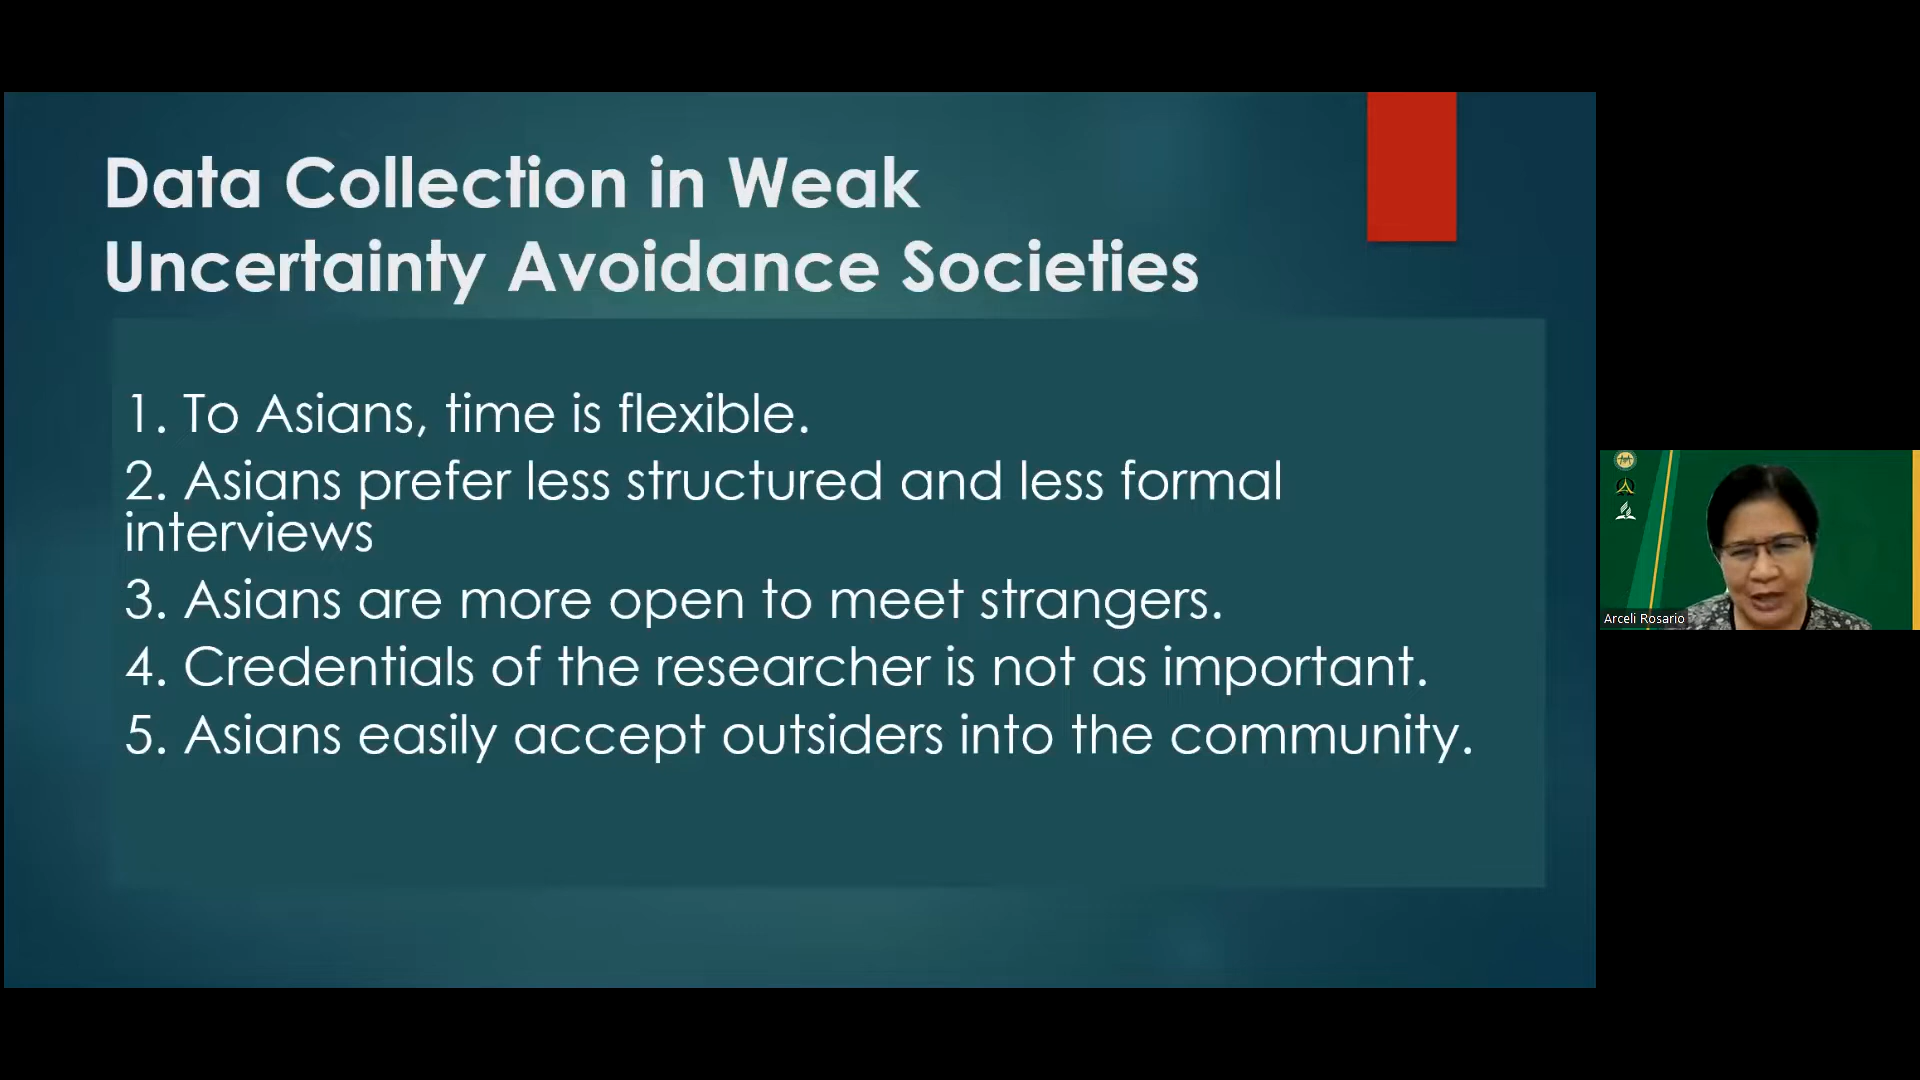 Data Collection in Weak
Uncertainty Avoidance Societies
1. To Asians, time is flexible.
2. Asians prefer less structured and less formal
interviews
3. Asians are more open to meet strangers.
4. Credentials of the researcher is not as important.
5. Asians easily accept outsiders into the community.
Arceli Rosario